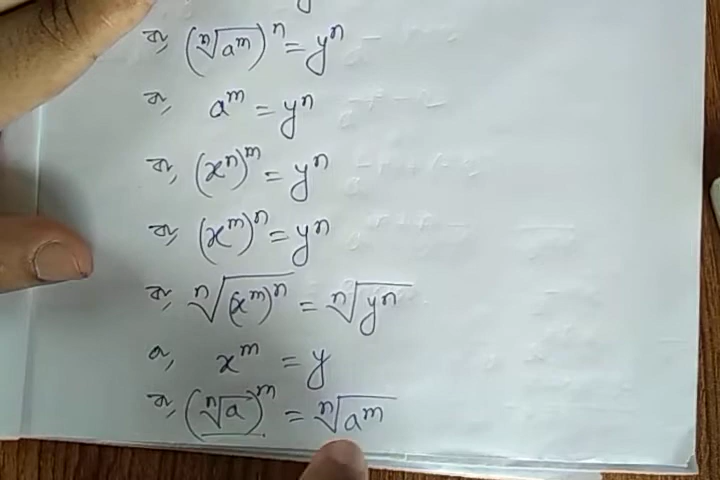 বা, (ⁿ√aᵐ)ⁿ = yⁿ
বা, aᵐ = yⁿ
বা, (xⁿ)ᵐ = yⁿ
বা, (xᵐ)ⁿ = yⁿ
বা, ⁿ√(xᵐ)ⁿ = ⁿ√yⁿ
বা, xᵐ = y
বা, (ⁿ√a)ᵐ = ⁿ√aᵐ